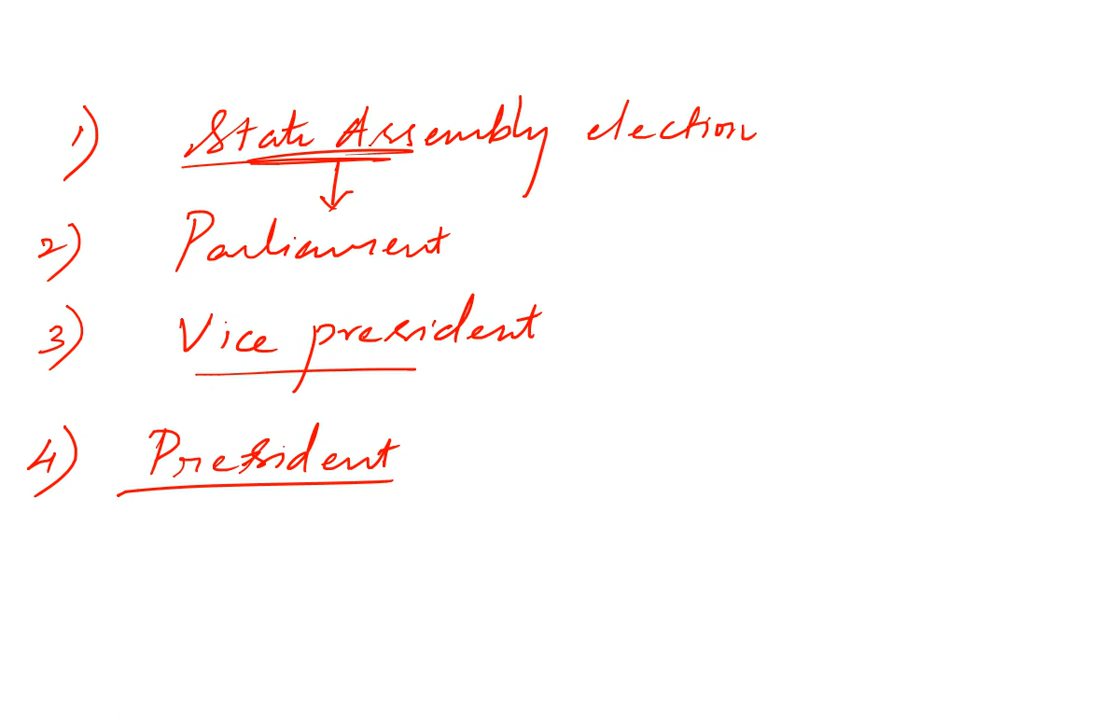 1) State Assembly election
2) Parliament
3) Vice president
4) President